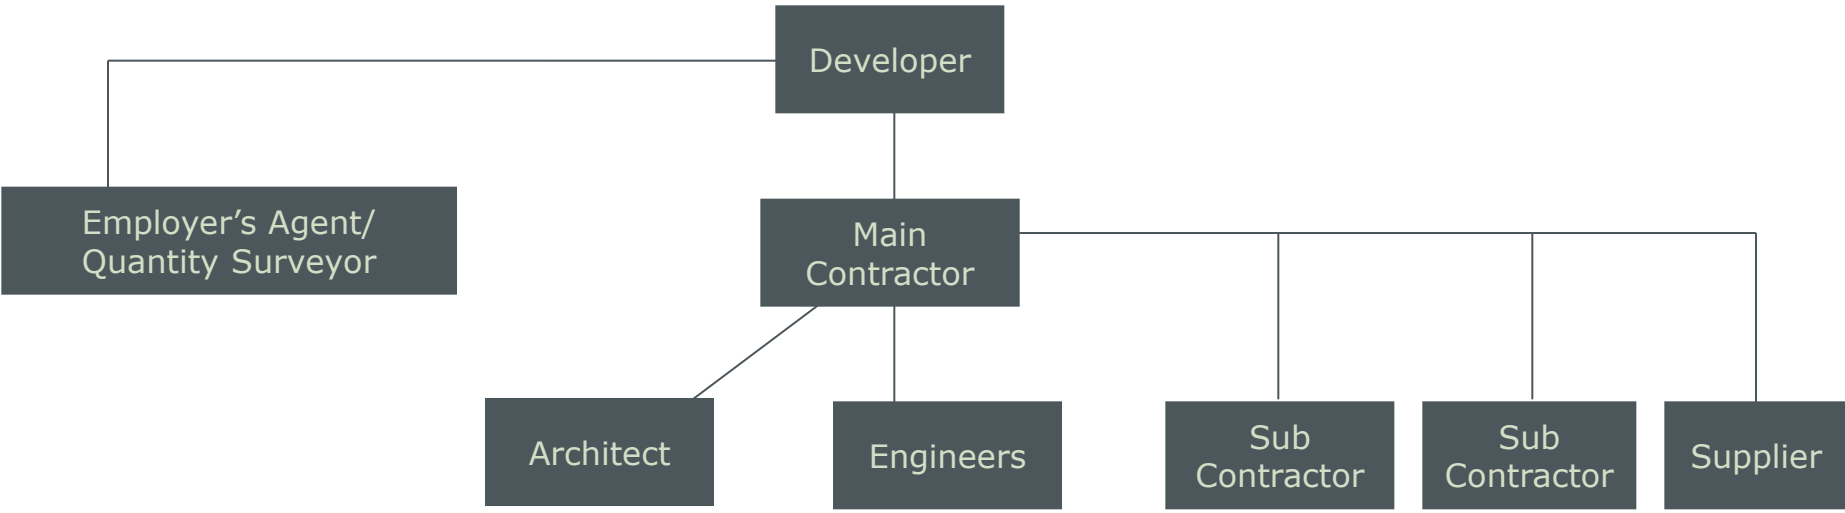 Developer
Employer’s Agent/
Quantity Surveyor
Main
Contractor
Architect
Engineers
Sub
Contractor
Sub
Contractor
Supplier